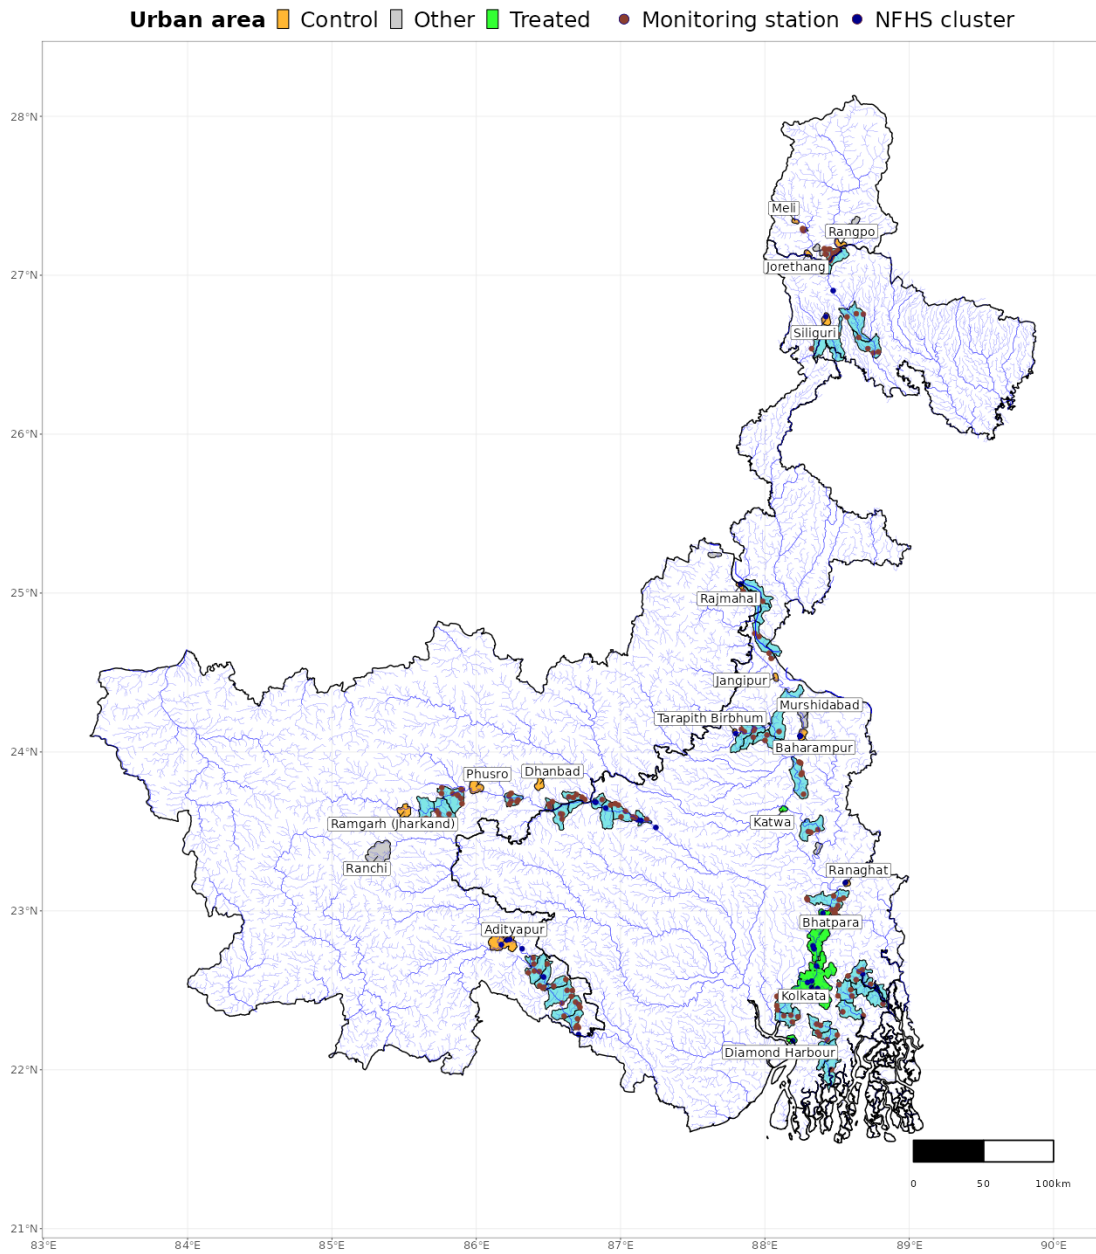 Urban area Control Other Treated Monitoring station NFHS cluster
28°N
27°N
26°N
25°N
24°N
23°N
22°N
21°N
Meli
Rangpo
Jorethang
Siliguri
Rajmahal
Jangipur
Murshidabad
Tarapith Birbhum
Baharampur
Phusro
Dhanbad
Ramgarh (Jharkand)
Katwa
Ranchi
Ranaghat
Bhatpara
Adityapur
Kolkata
Diamond Harbour
0 50 100km
83°E 84°E 85°E 86°E 87°E 88°E 89°E 90°E